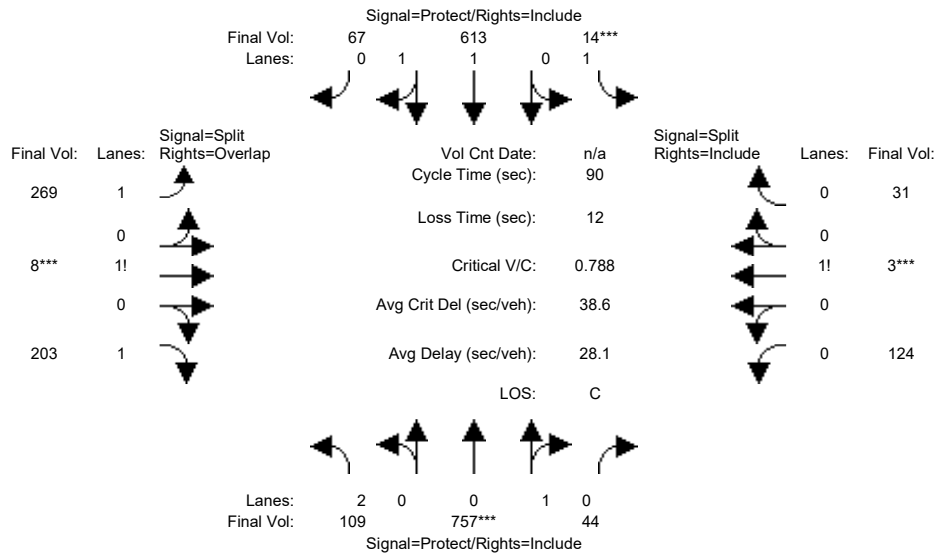 Signal=Protect/Rights=Include
Final Vol: 67 613 14***
Lanes: 0 1 1 0 1
Signal=Split
Final Vol: Lanes: Rights=Overlap
Vol Cnt Date: n/a
Signal=Split
Rights=Include Lanes: Final Vol:
Cycle Time (sec): 90
269 1
0 31
Loss Time (sec): 12
0
0
8*** 1!
Critical V/C: 0.788
1! 3***
0
Avg Crit Del (sec/veh): 38.6
0
203 1
Avg Delay (sec/veh): 28.1
0 124
LOS: C
Lanes: 2 0 0 1 0
Final Vol: 109 757*** 44
Signal=Protect/Rights=Include